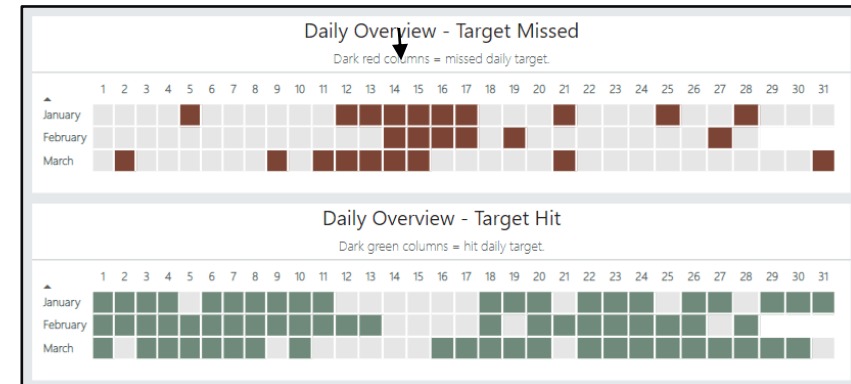 Daily Overview - Target Missed
Dark red columns = missed daily target.
1 2 3 4 5 6 7 8 9 10 11 12 13 14 15 16 17 18 19 20 21 22 23 24 25 26 27 28 29 30 31
January
February
March
Daily Overview - Target Hit
Dark green columns = hit daily target.
1 2 3 4 5 6 7 8 9 10 11 12 13 14 15 16 17 18 19 20 21 22 23 24 25 26 27 28 29 30 31
January
February
March